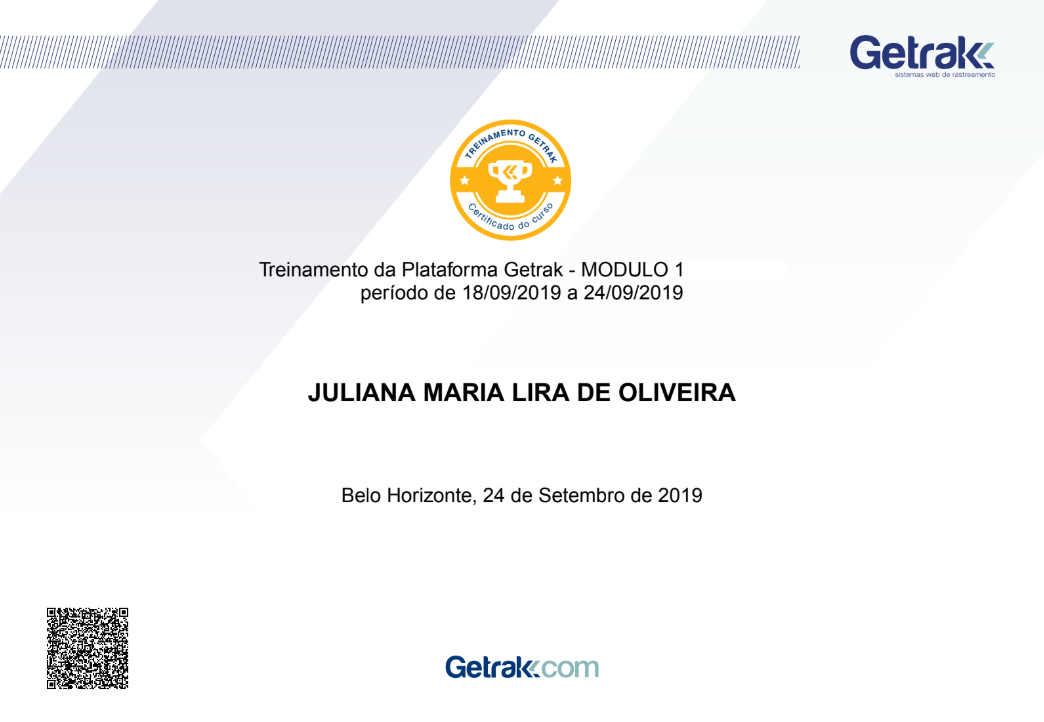 Getrak
sistemas web de rastreamento
TREINAMENTO GETRAK
Certificado do curso
Treinamento da Plataforma Getrak - MODULO 1
período de 18/09/2019 a 24/09/2019
JULIANA MARIA LIRA DE OLIVEIRA
Belo Horizonte, 24 de Setembro de 2019
Getrak.com